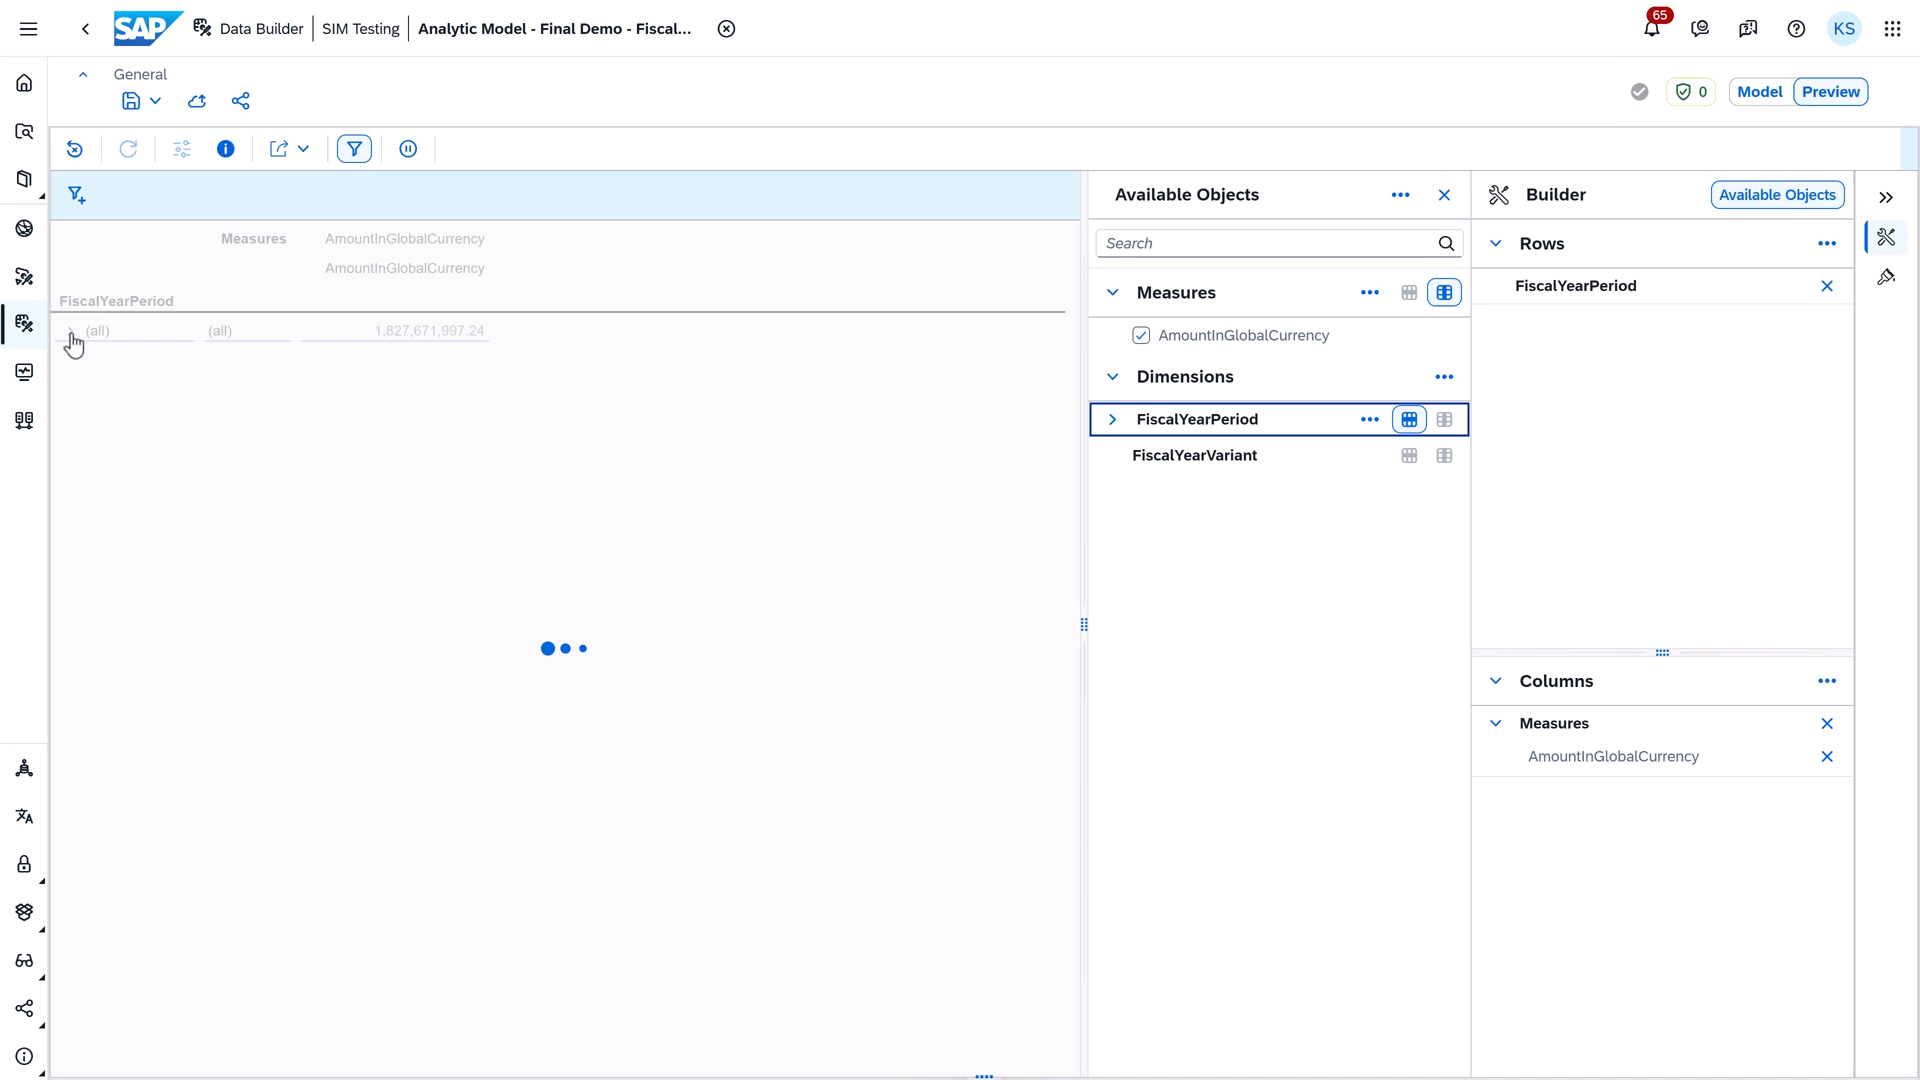 SAP Data Builder SIM Testing Analytic Model - Final Demo - Fiscal... 65 KS
General
0 Model Preview
Available Objects
Builder Available Objects
Search
Rows
Measures AmountInGlobalCurrency
AmountInGlobalCurrency
FiscalYearPeriod
(all) (all) 1,827,671,997.24
Measures
AmountInGlobalCurrency
Dimensions
FiscalYearPeriod
FiscalYearVariant
FiscalYearPeriod
Columns
Measures
AmountInGlobalCurrency